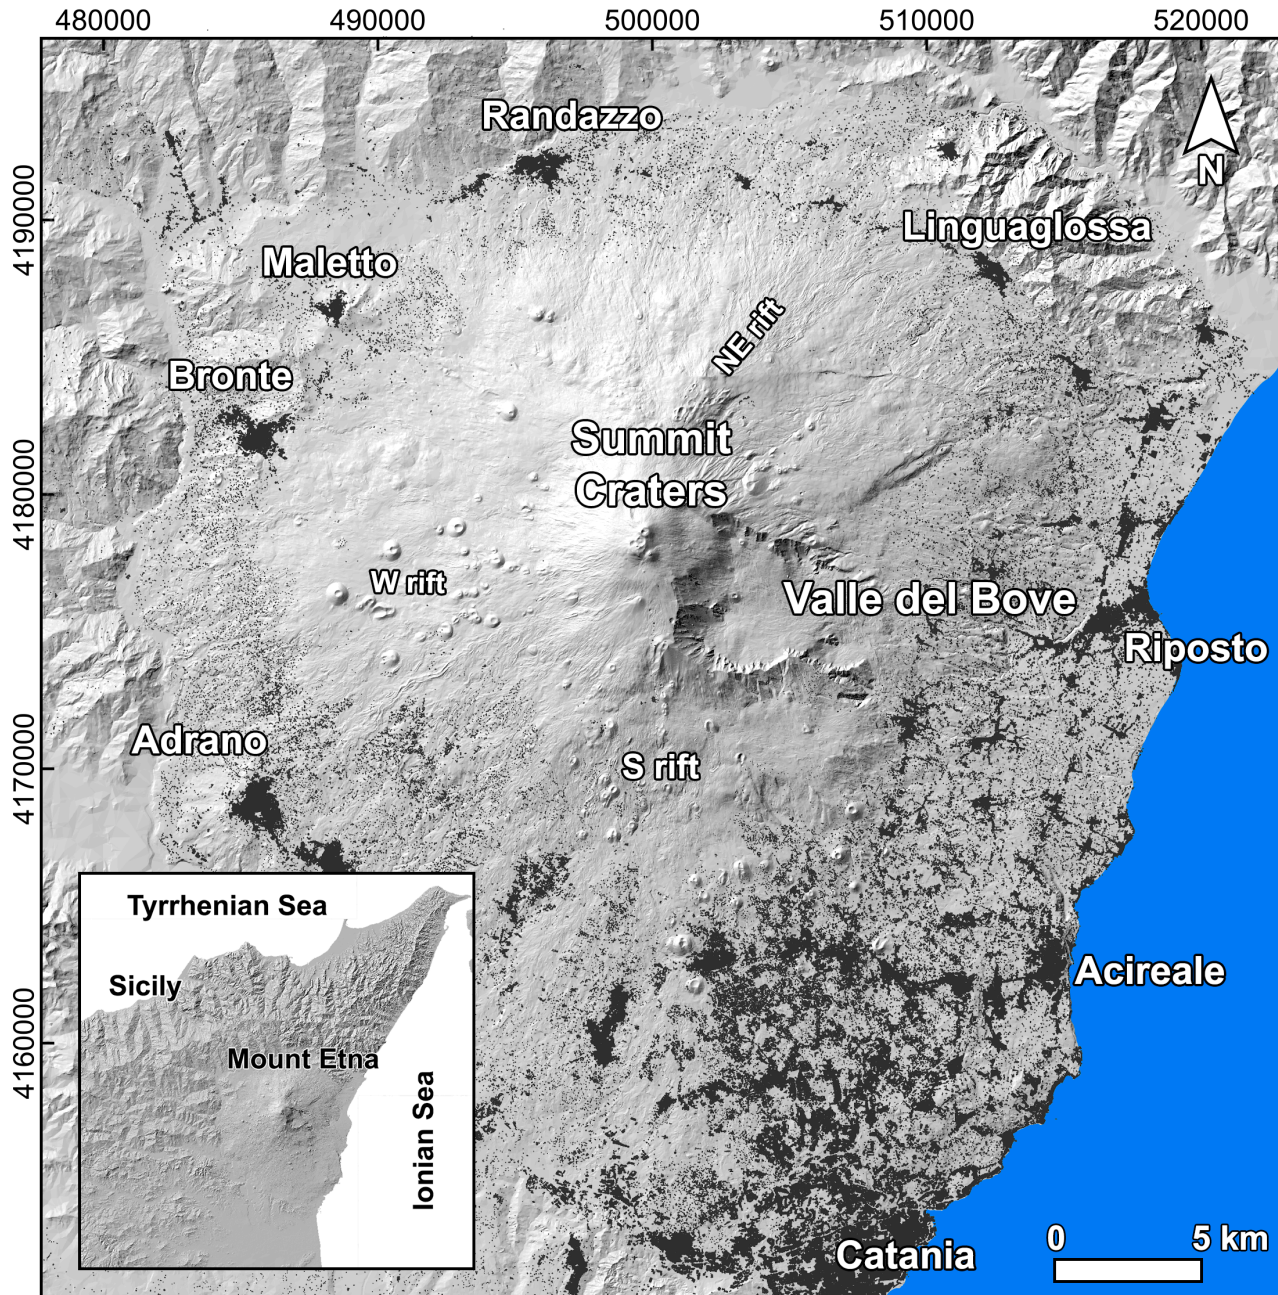 480000
490000
500000
510000
520000
Randazzo
N
4190000
Linguaglossa
Maletto
NE rift
Bronte
Summit
Craters
4180000
W rift
Valle del Bove
Riposto
Adrano
S rift
4170000
Tyrrhenian Sea
Sicily
Acireale
4160000
Mount Etna
Ionian Sea
0 5 km
Catania